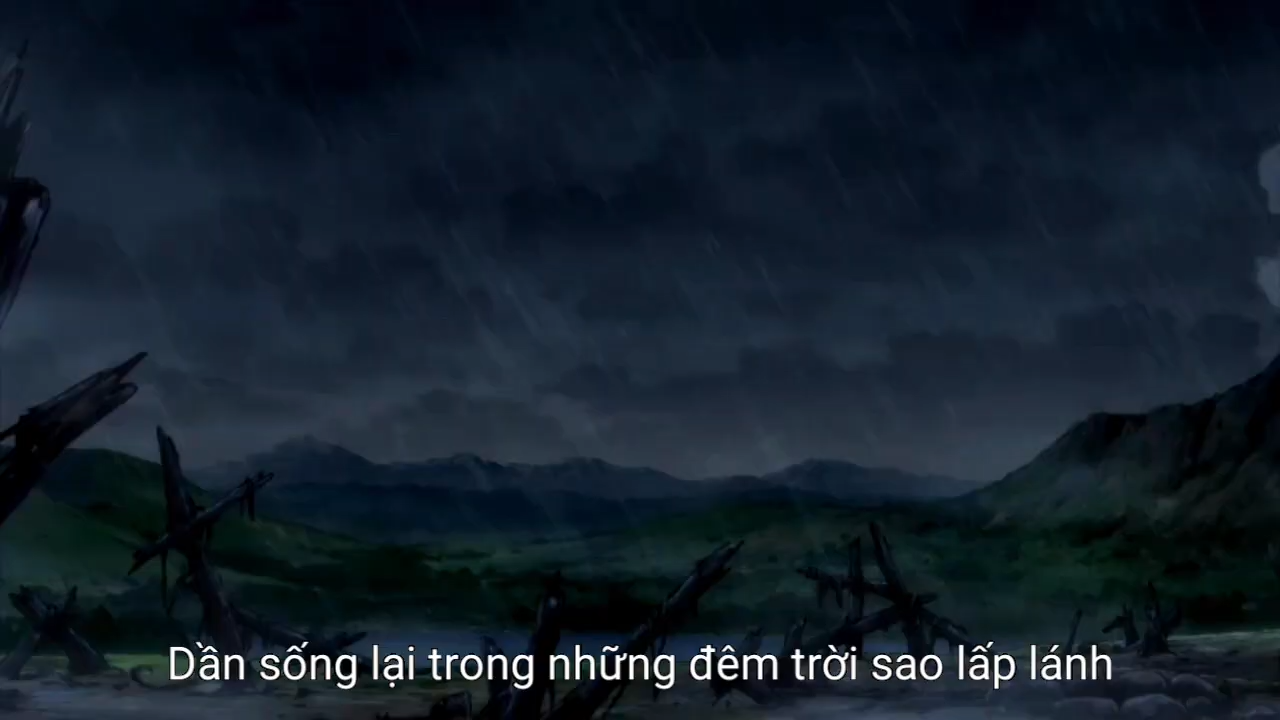 Dần sống lại trong những đêm trời sao lấp lánh